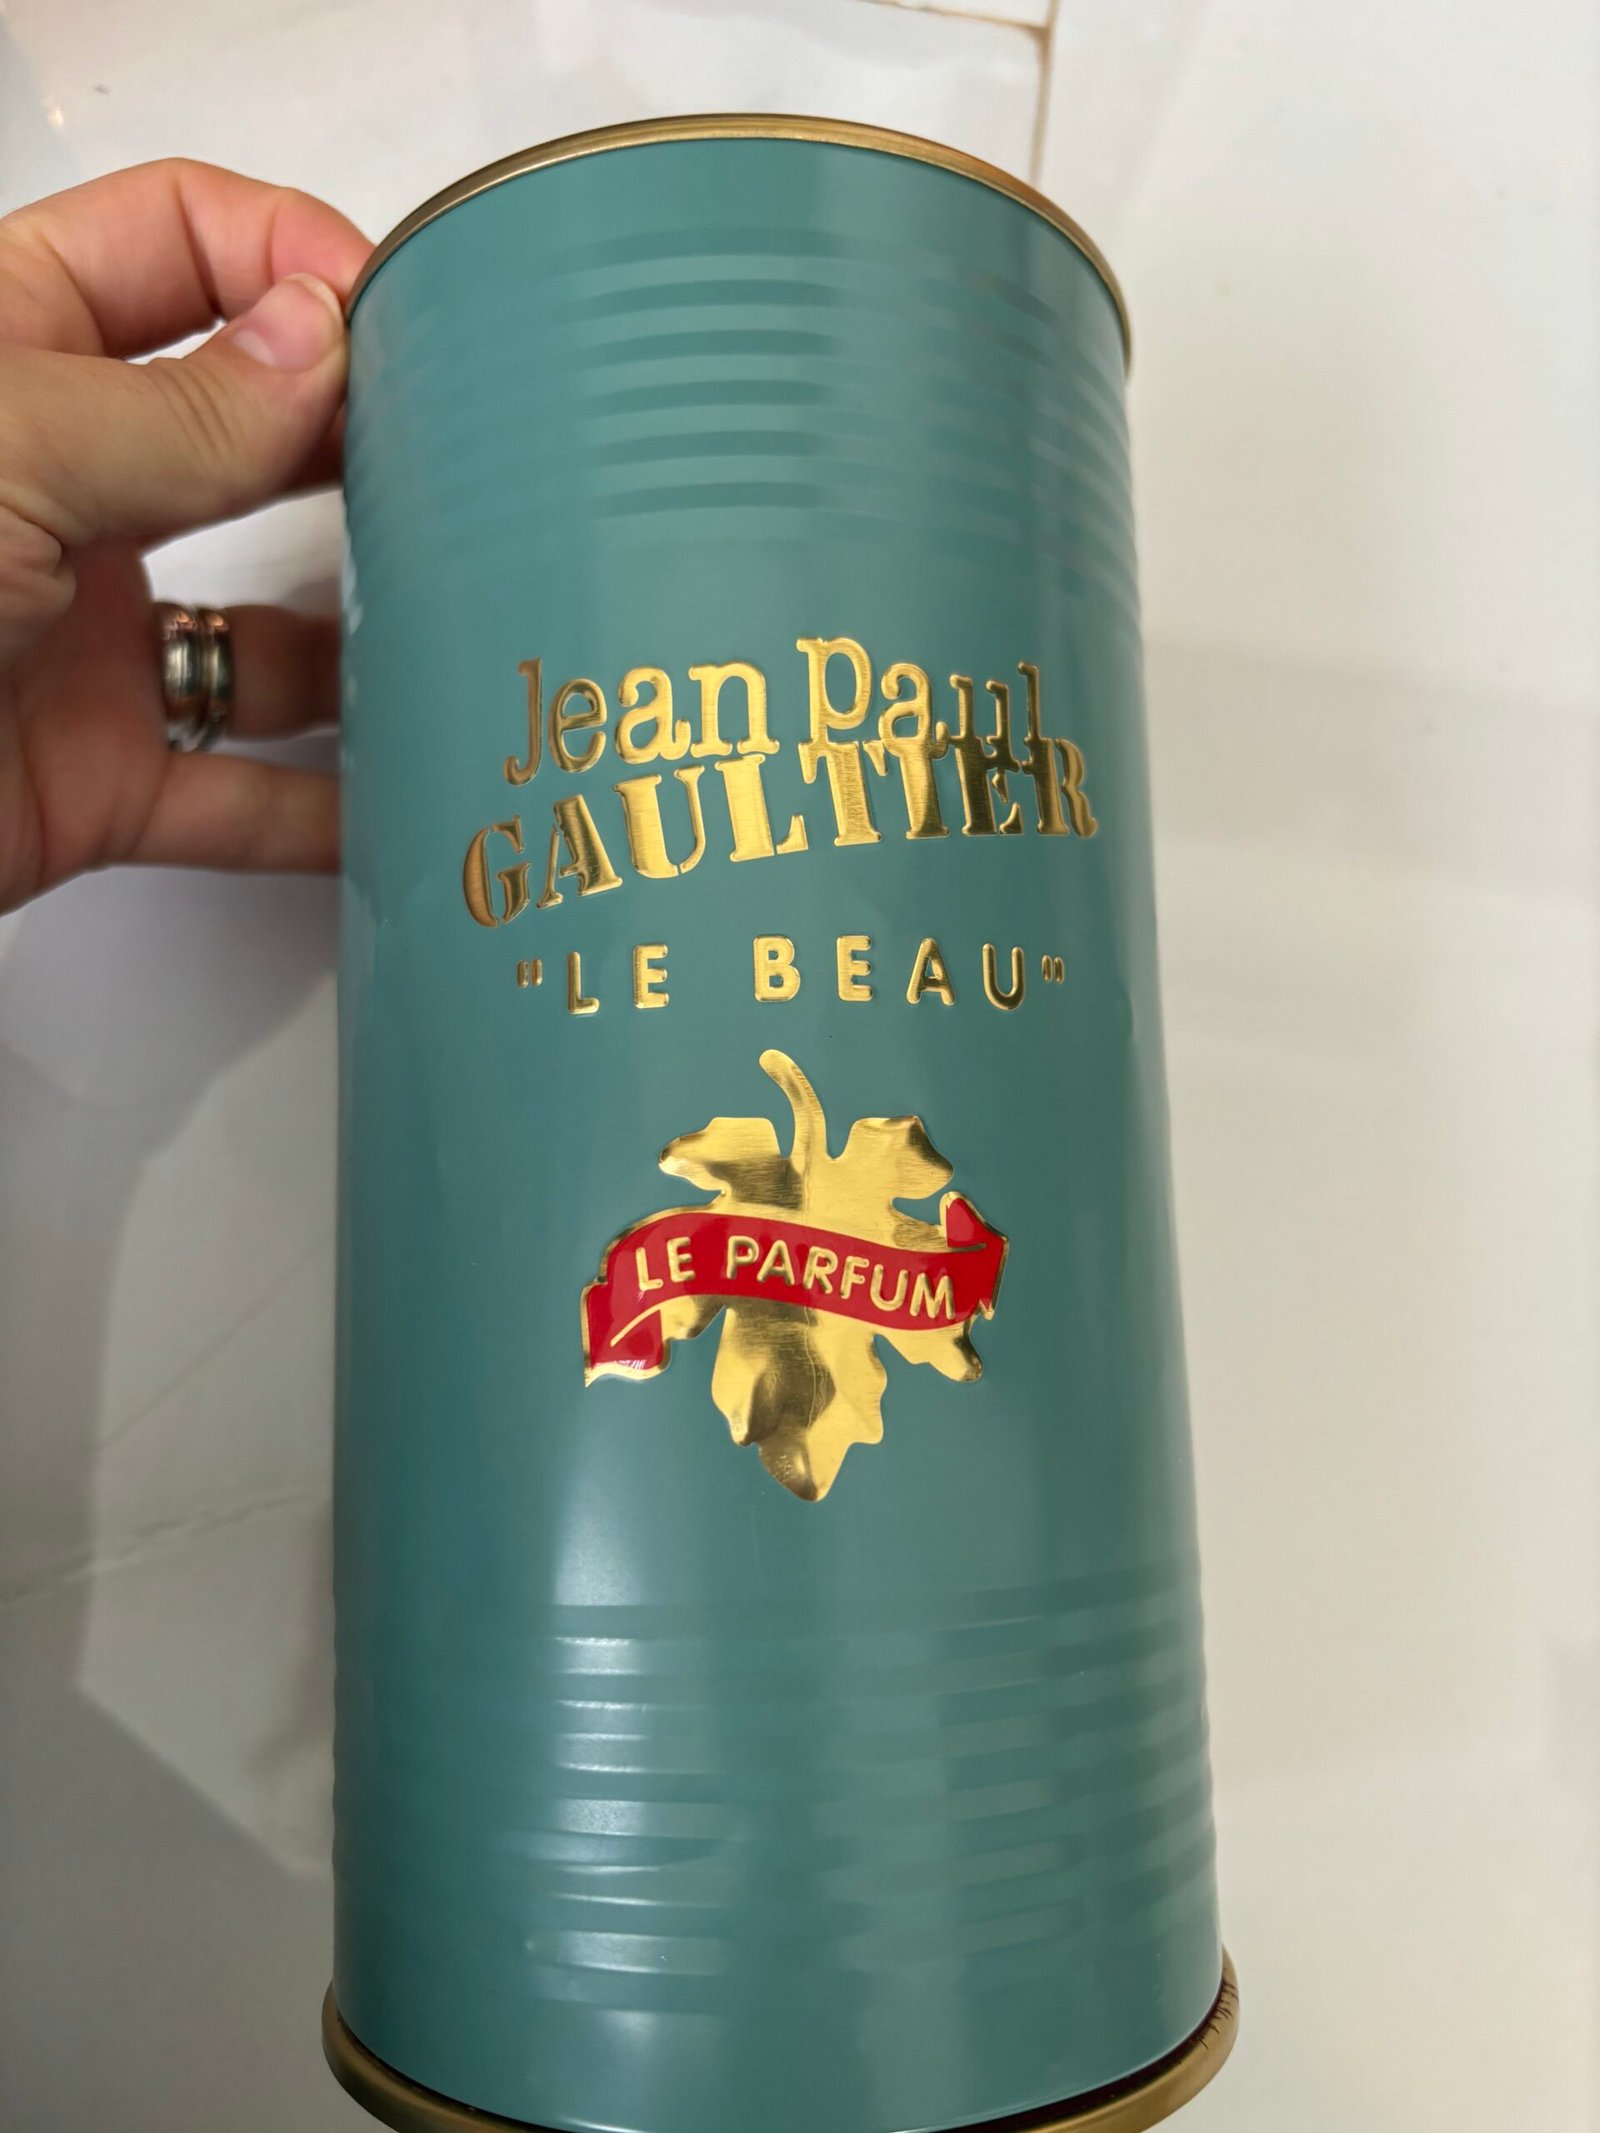 Jean Paul
GAULTIER
"LE BEAU"
LE PARFUM